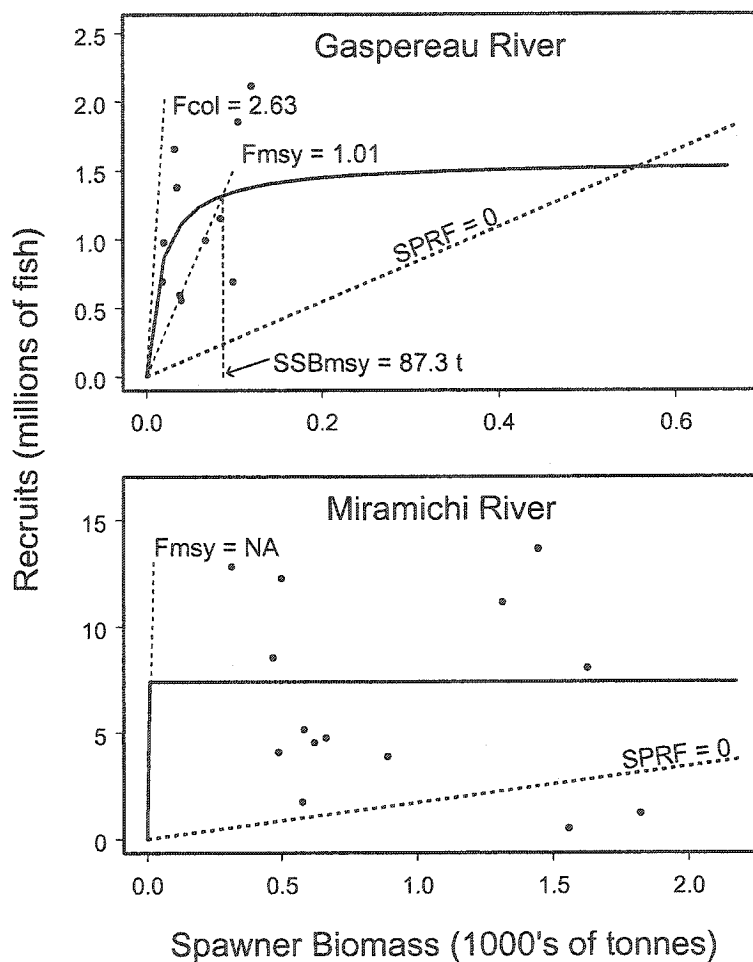 Gaspereau River
2.5
2.0
1.5
1.0
0.5
0.0
Fcol = 2.63
Fmsy = 1.01
SPRF = 0
SSBmsy = 87.3 t
0.0 0.2 0.4 0.6
Recruits (millions of fish)
Miramichi River
15
10
5
0
Fmsy = NA
SPRF = 0
0.0 0.5 1.0 1.5 2.0
Spawner Biomass (1000's of tonnes)